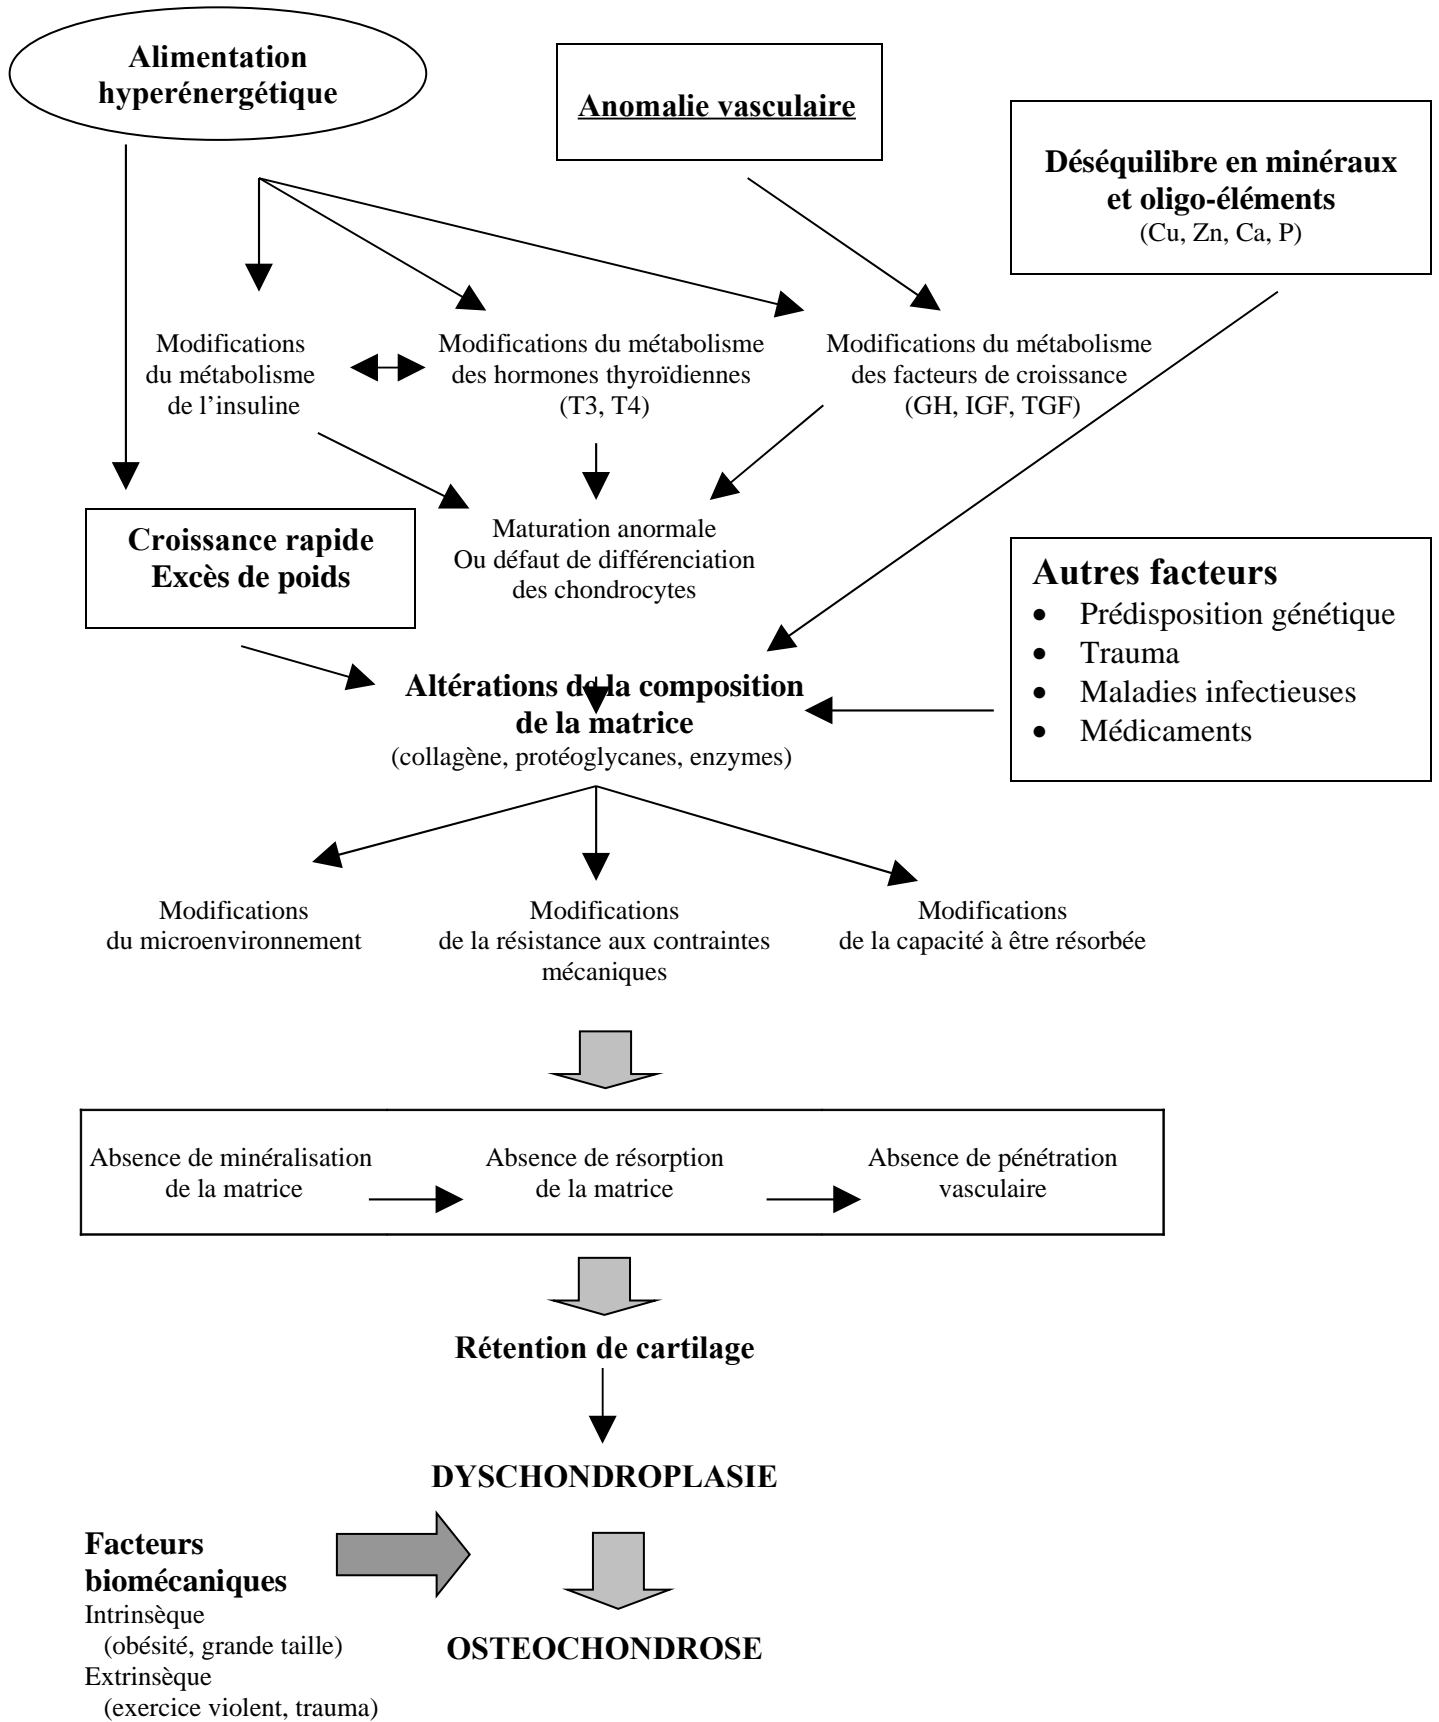 Alimentation
hyperénergétique
Anomalie vasculaire
Déséquilibre en minéraux
et oligo-éléments
(Cu, Zn, Ca, P)
Modifications
du métabolisme
de l’insuline
Modifications du métabolisme
des hormones thyroïdiennes
(T3, T4)
Modifications du métabolisme
des facteurs de croissance
(GH, IGF, TGF)
Croissance rapide
Excès de poids
Maturation anormale
Ou défaut de différenciation
des chondrocytes
Autres facteurs
• Prédisposition génétique
• Trauma
• Maladies infectieuses
• Médicaments
Altérations de la composition
de la matrice
(collagène, protéoglycanes, enzymes)
Modifications
du microenvironnement
Modifications
de la résistance aux contraintes
mécaniques
Modifications
de la capacité à être résorbée
Absence de minéralisation
de la matrice
Absence de résorption
de la matrice
Absence de pénétration
vasculaire
Rétention de cartilage
DYSCHONDROPLASIE
Facteurs
biomécaniques
Intrinsèque
(obésité, grande taille)
Extrinsèque
(exercice violent, trauma)
OSTEOCHONDROSE